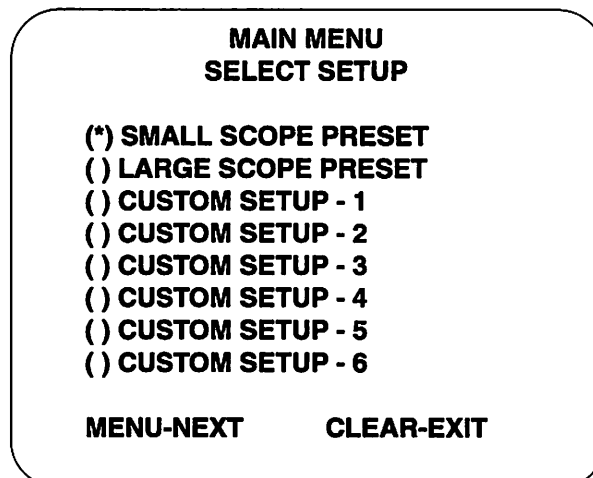 MAIN MENU
SELECT SETUP
(*) SMALL SCOPE PRESET
( ) LARGE SCOPE PRESET
( ) CUSTOM SETUP - 1
( ) CUSTOM SETUP - 2
( ) CUSTOM SETUP - 3
( ) CUSTOM SETUP - 4
( ) CUSTOM SETUP - 5
( ) CUSTOM SETUP - 6
MENU-NEXT CLEAR-EXIT